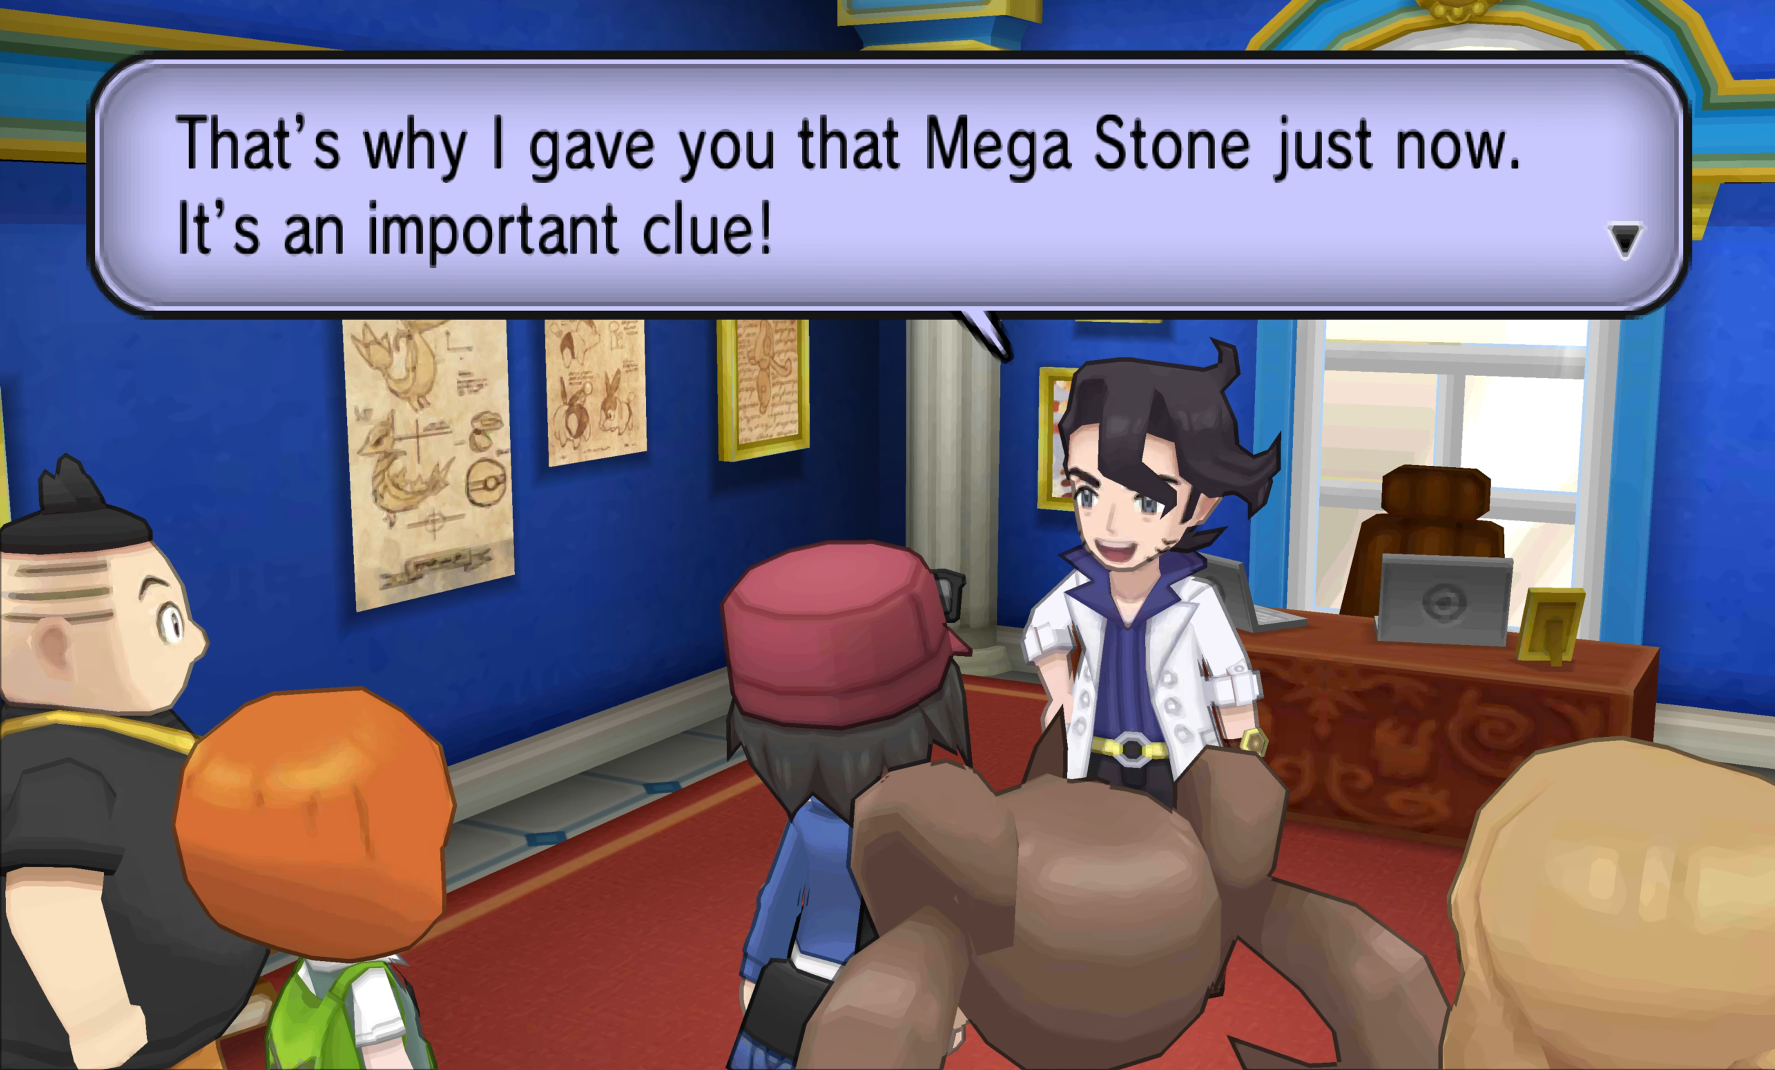 That's why I gave you that Mega Stone just now.
It's an important clue!